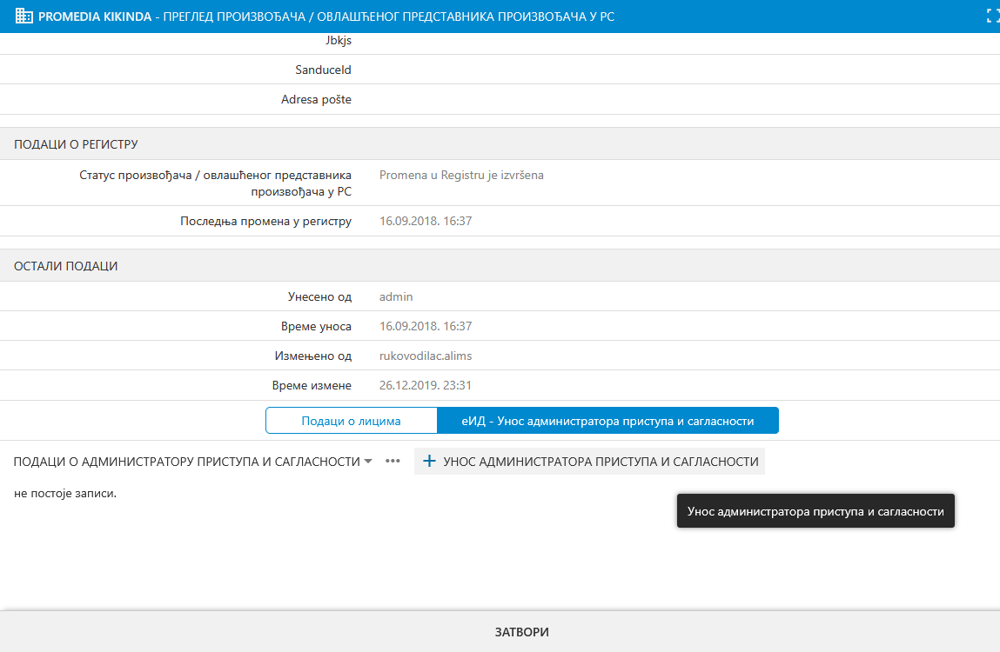 PROMEDIA KIKINDA - ПРЕГЛЕД ПРОИЗВОЂАЧА / ОВЛАШЋЕНОГ ПРЕДСТАВНИКА ПРОИЗВОЂАЧА У РС
Jbkjs
SanduceId
Adresa pošte
ПОДАЦИ О РЕГИСТРУ
Статус произвођача / овлашћеног представника Promena u Registru je izvršena
произвођача у РС
Последња промена у регистру 16.09.2018. 16:37
ОСТАЛИ ПОДАЦИ
Унесено од admin
Време уноса 16.09.2018. 16:37
Измењено од rukovodilac.alims
Време измене 26.12.2019. 23:31
Подаци о лицима еИД - Унос администратора приступа и сагласности
ПОДАЦИ О АДМИНИСТРАТОРУ ПРИСТУПА И САГЛАСНОСТИ ••• + УНОС АДМИНИСТРАТОРА ПРИСТУПА И САГЛАСНОСТИ
не постоје записи.
Унос администратора приступа и сагласности
ЗАТВОРИ